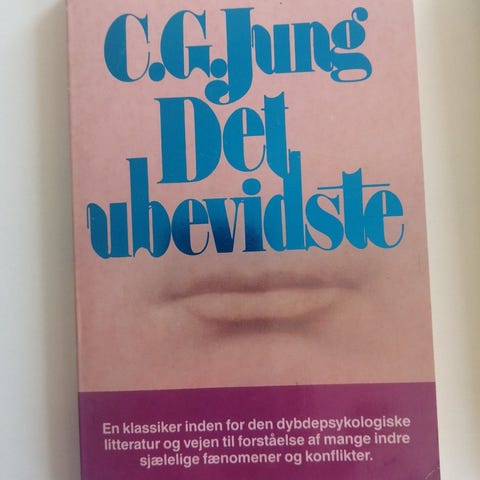 C.G. Jung
Det
ubevidste
En klassiker inden for den dybdepsykologiske
litteratur og vejen til forståelse af mange indre
sjælelige fænomener og konflikter.